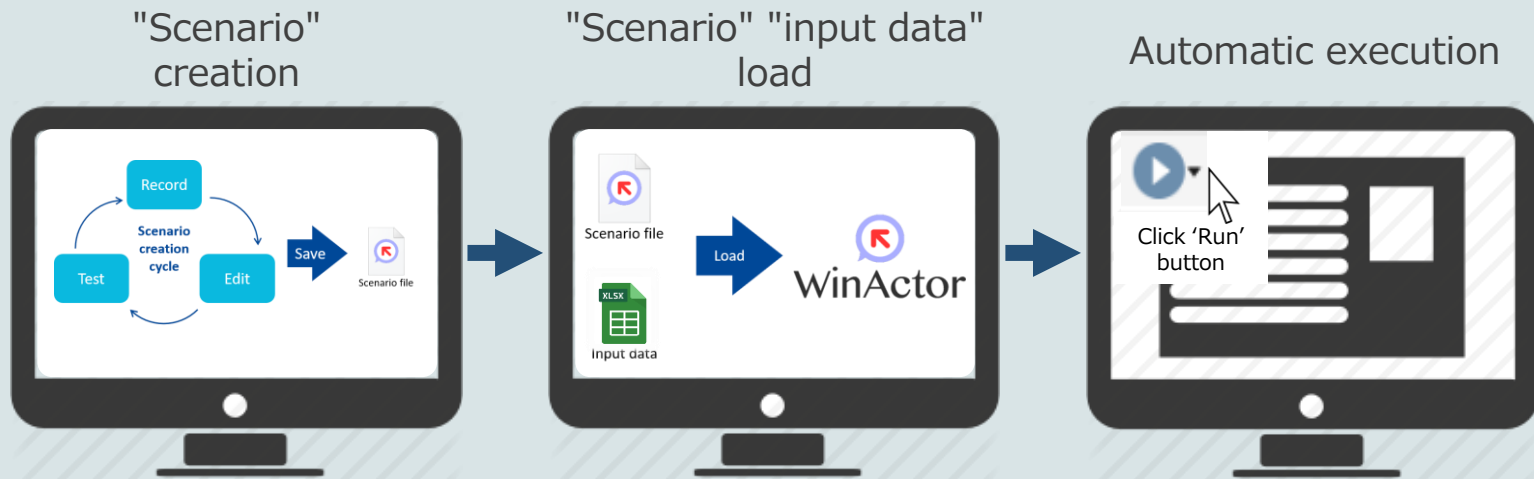 "Scenario"
creation
"Scenario" "input data"
load
Automatic execution
Record
Scenario
creation
cycle
Test
Edit
Save
Scenario file
Scenario file
XLSX
Input data
Load
WinActor
Click ‘Run’
button